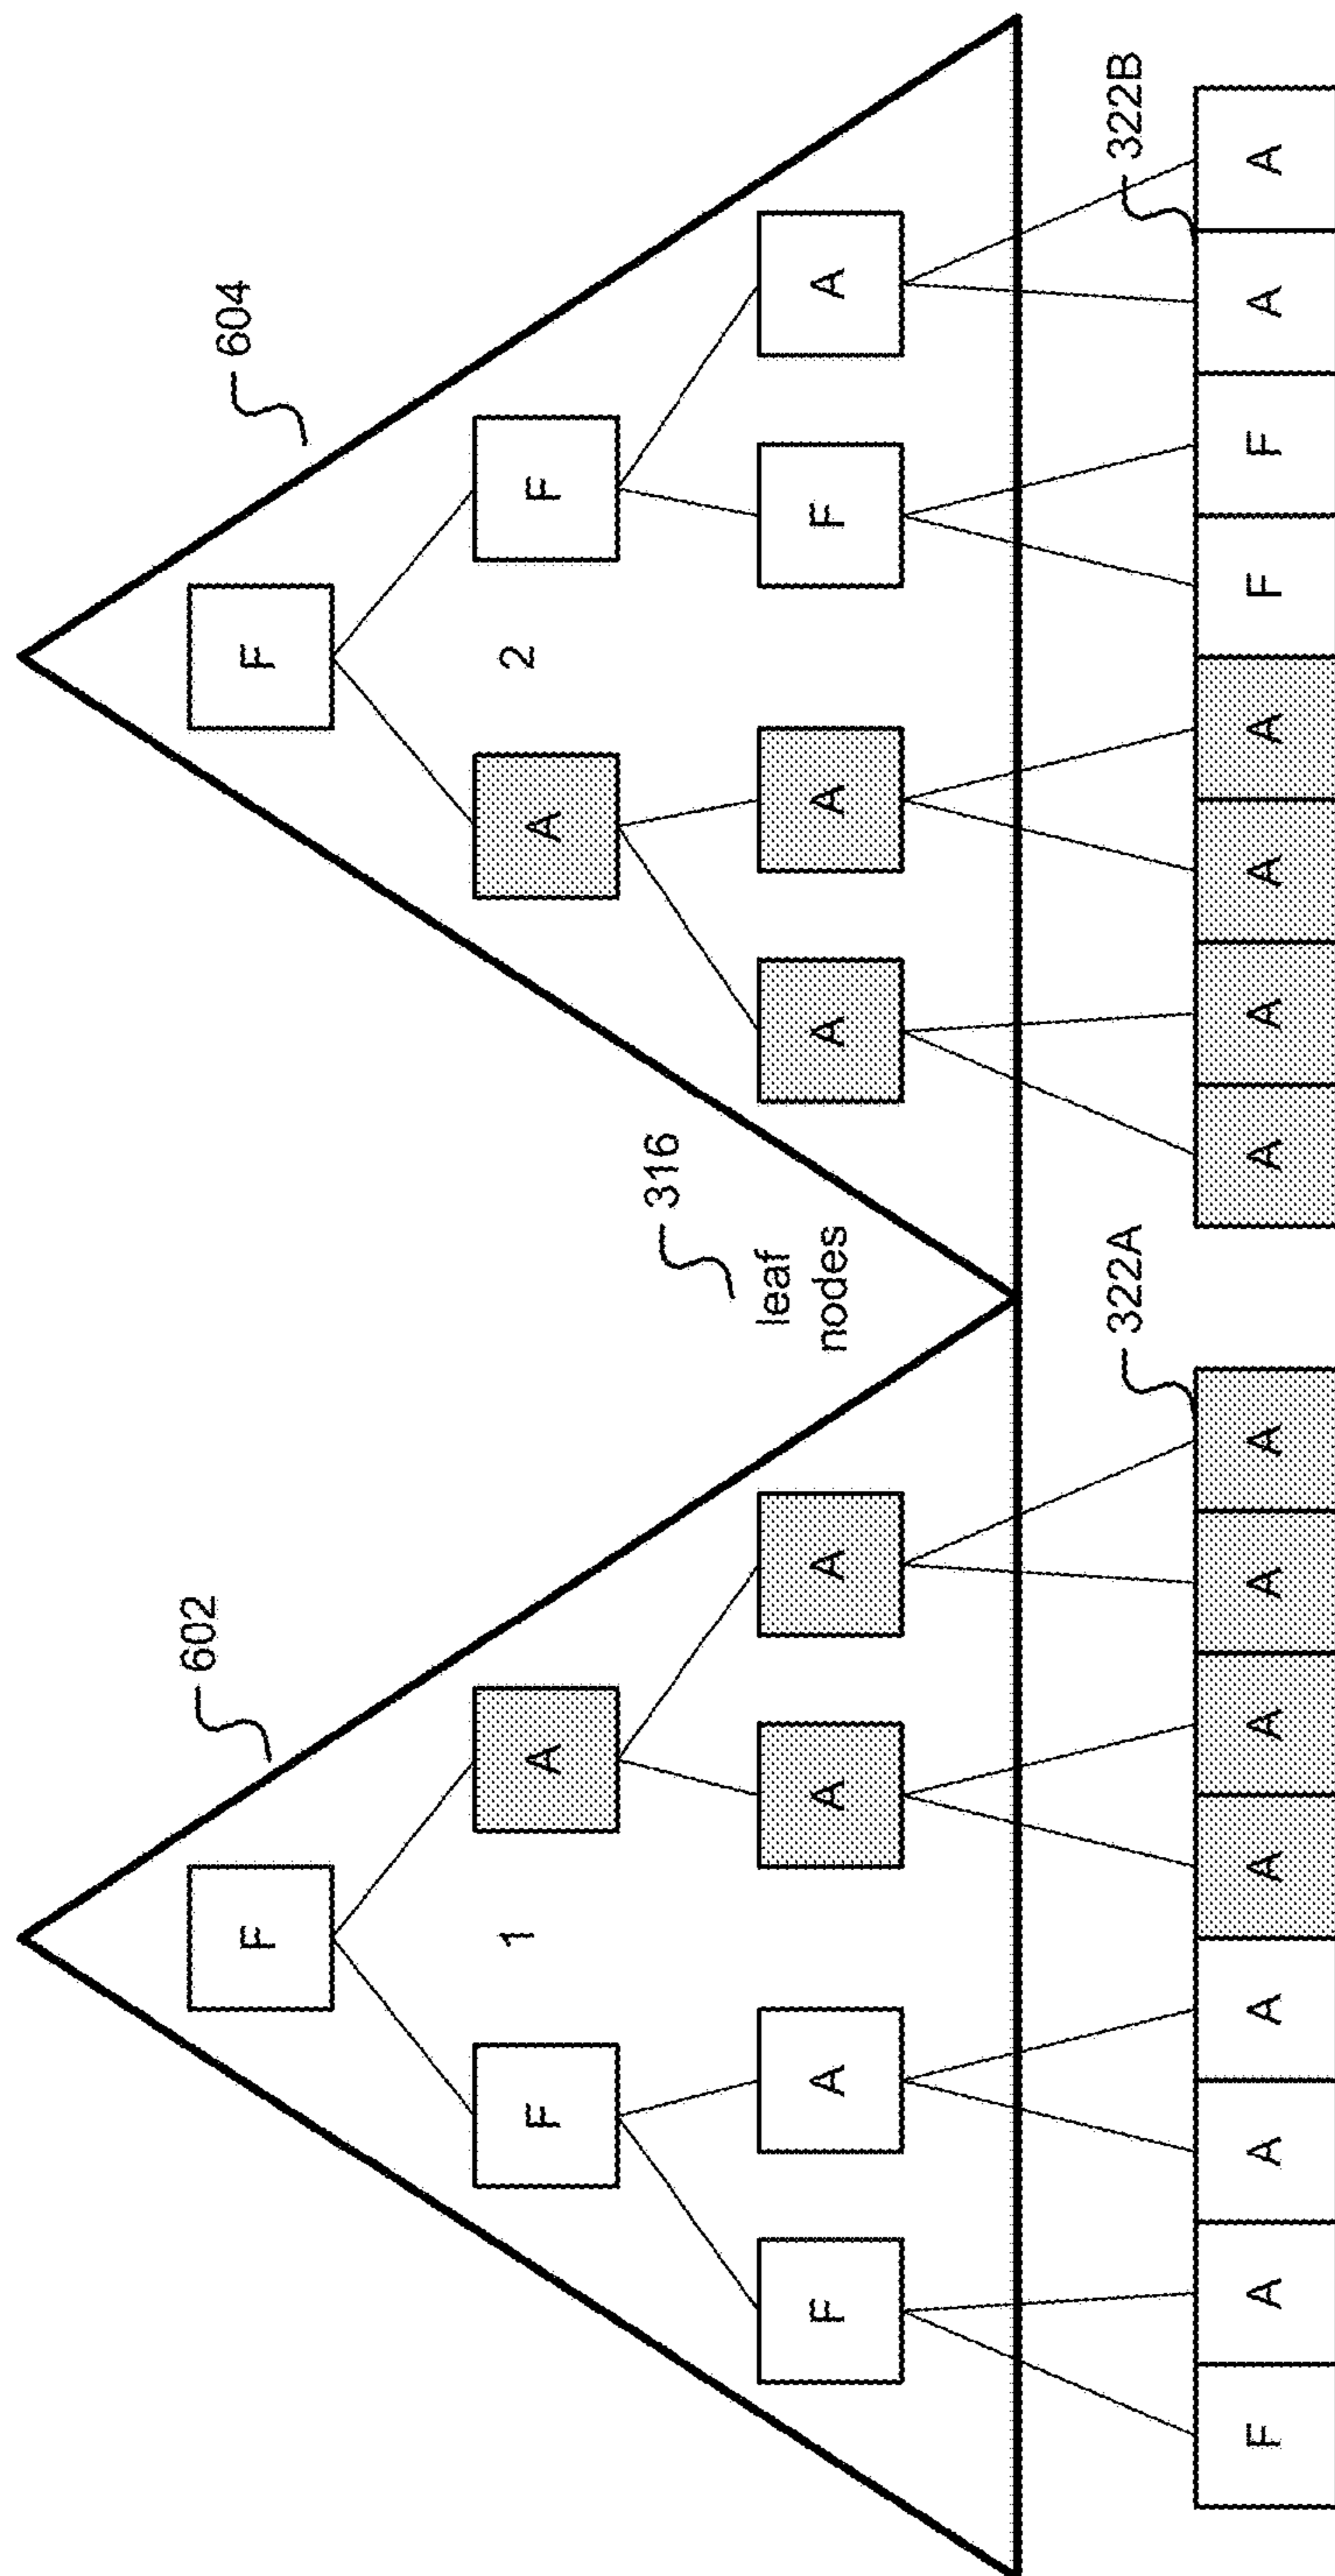 602
604
F
F
1
2
F A A F
316
leaf
nodes
F A A A A A F A
322A
322B
F A A A A A A A
A A A A F F A A